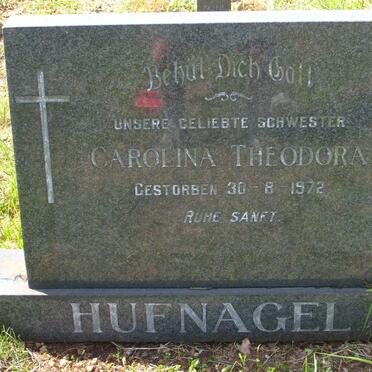 Behüt Dich Gott
UNSERE GELIEBTE SCHWESTER
CAROLINA THEODORA
GESTORBEN 30-8-1972
RUHE SANFT.
HUFNAGEL